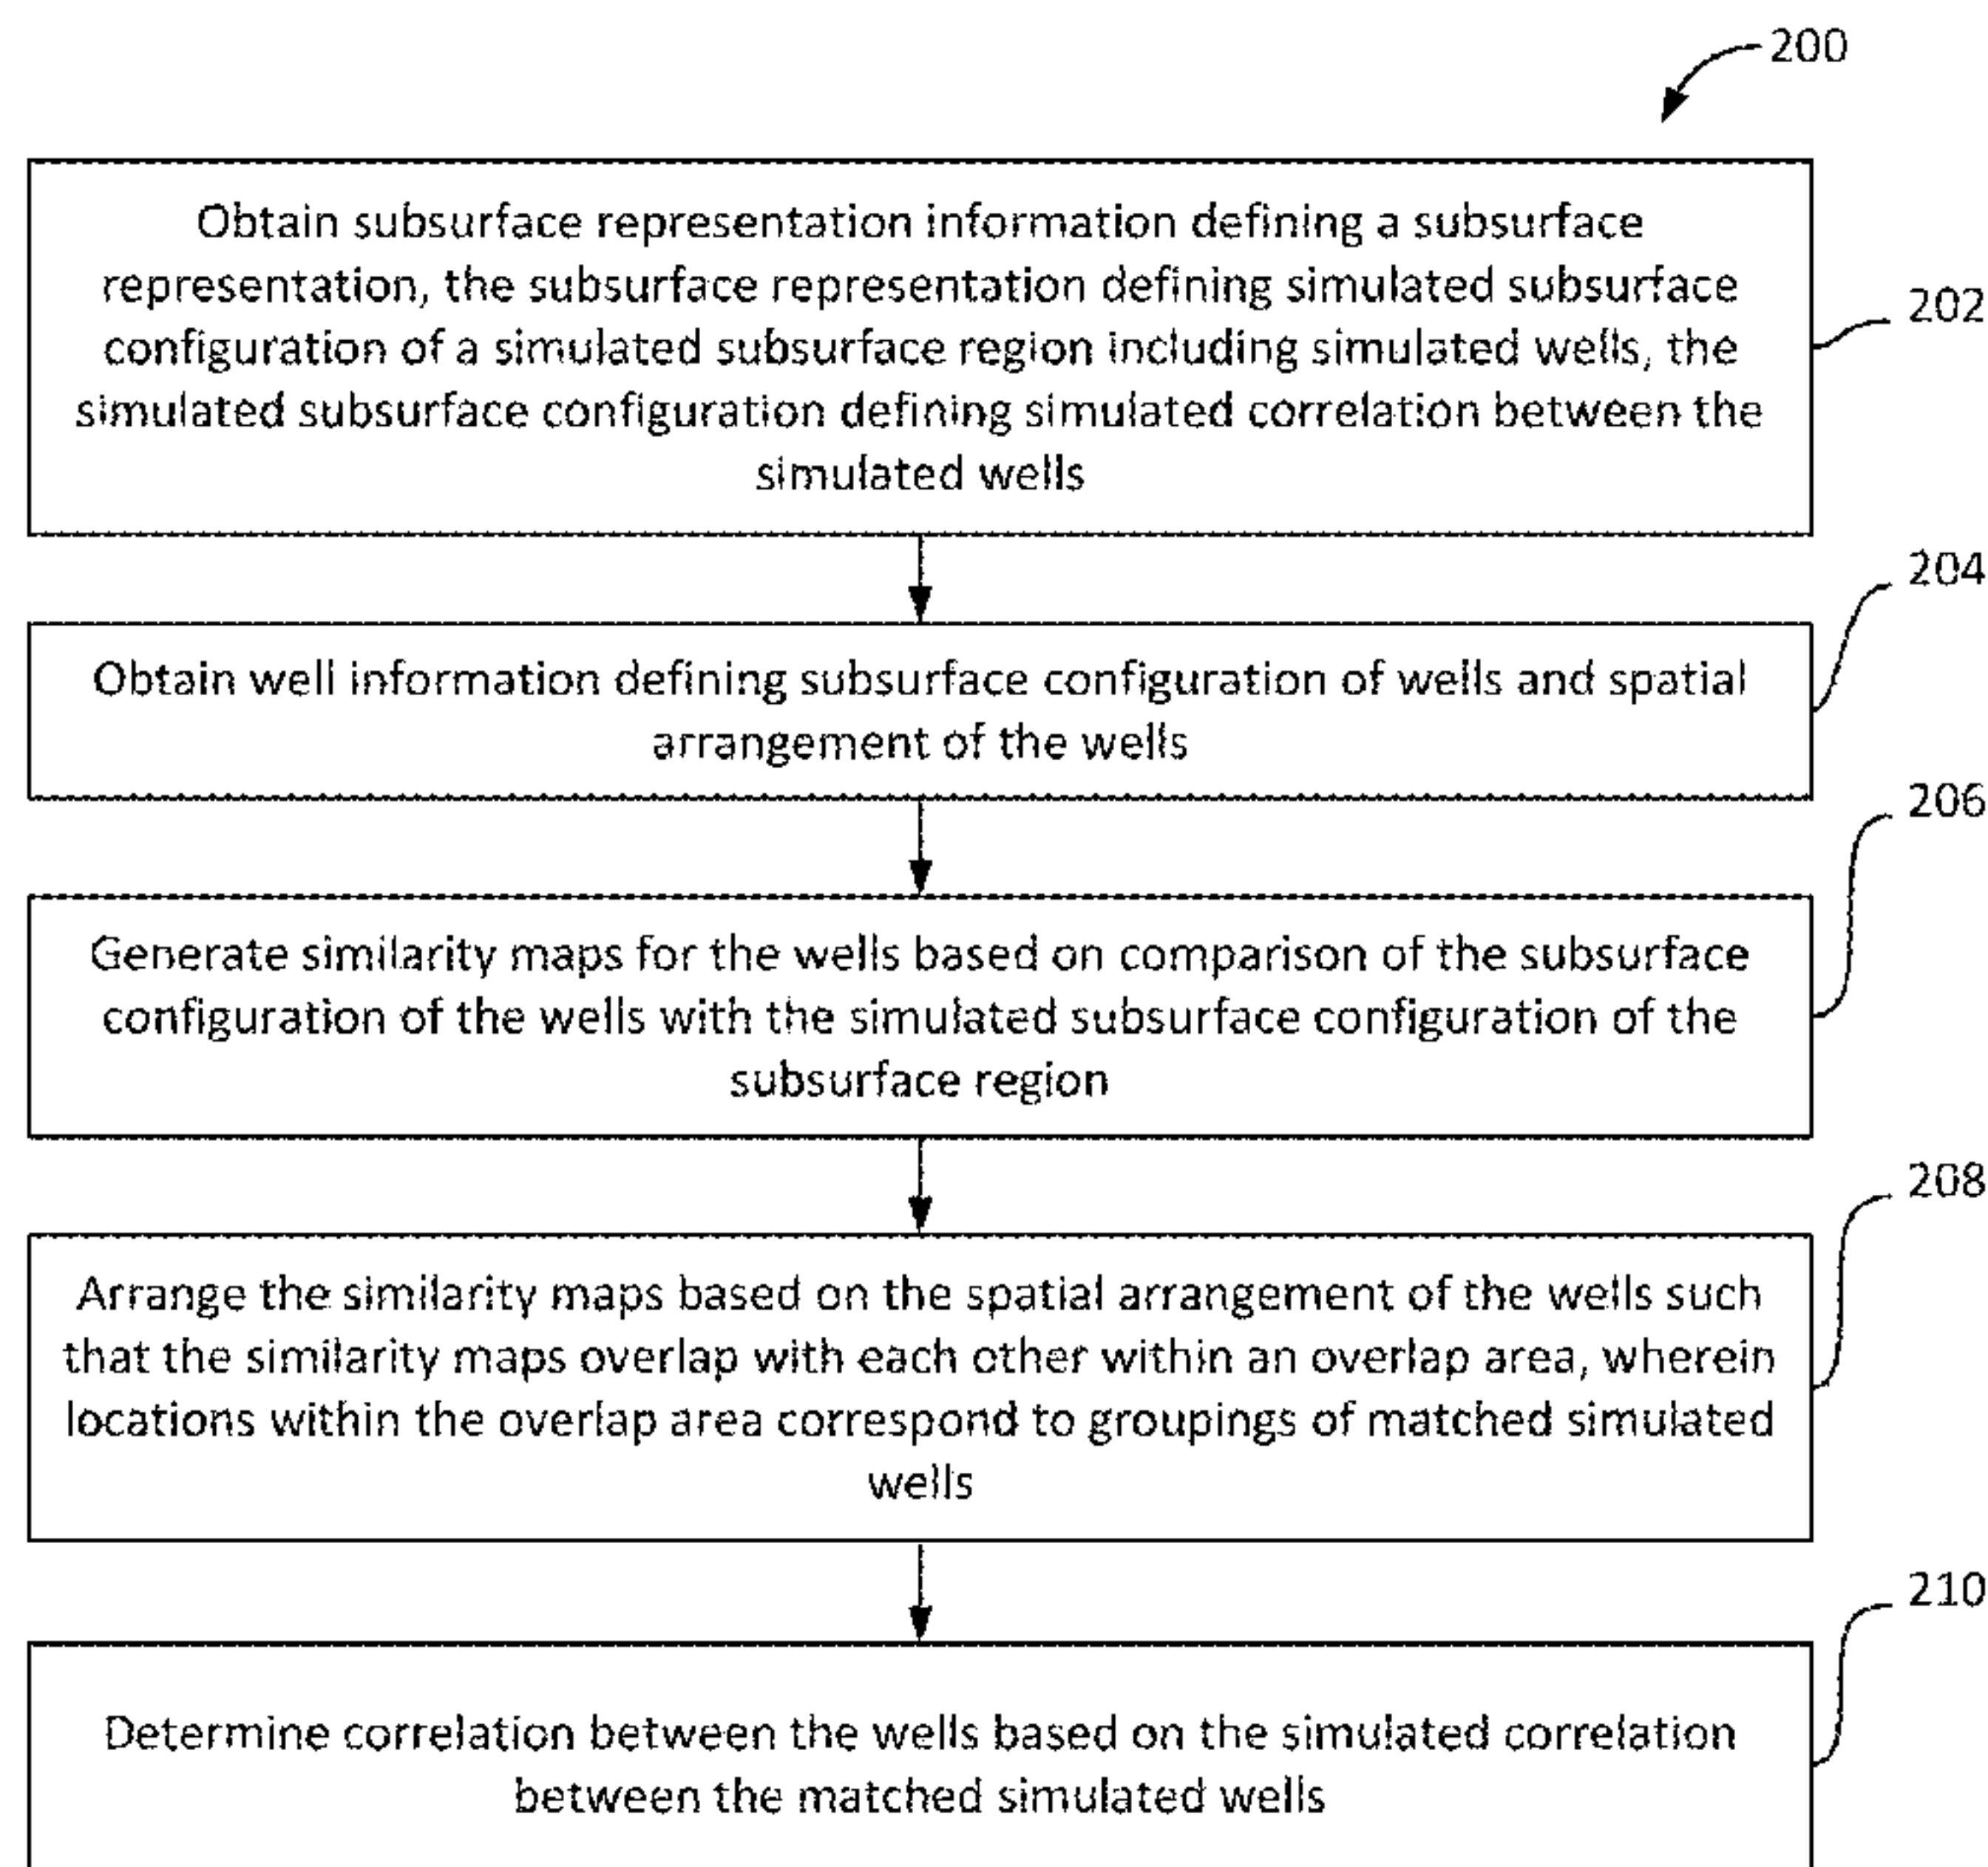 200
Obtain subsurface representation information defining a subsurface
representation, the subsurface representation defining simulated subsurface
configuration of a simulated subsurface region including simulated wells, the
simulated subsurface configuration defining simulated correlation between the
simulated wells
202
204
Obtain well information defining subsurface configuration of wells and spatial
arrangement of the wells
206
Generate similarity maps for the wells based on comparison of the subsurface
configuration of the wells with the simulated subsurface configuration of the
subsurface region
208
Arrange the similarity maps based on the spatial arrangement of the wells such
that the similarity maps overlap with each other within an overlap area, wherein
locations within the overlap area correspond to groupings of matched simulated
wells
210
Determine correlation between the wells based on the simulated correlation
between the matched simulated wells